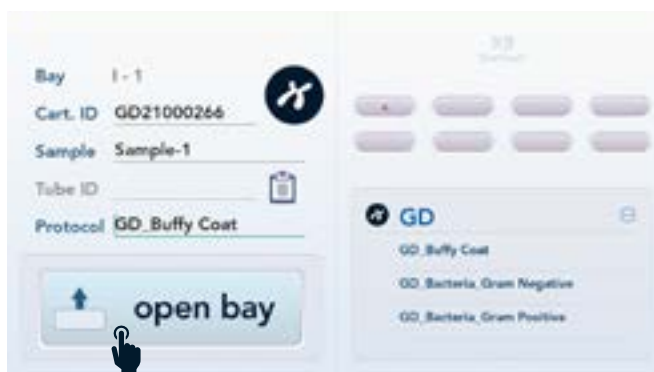 Bay I - 1
Cart. ID GD21000266
Sample Sample-1
Tube ID
Protocol GD_Buffy Coat
open bay
GD
GD_Buffy Coat
GD_Bacteria_Gram Negative
GD_Bacteria_Gram Positive